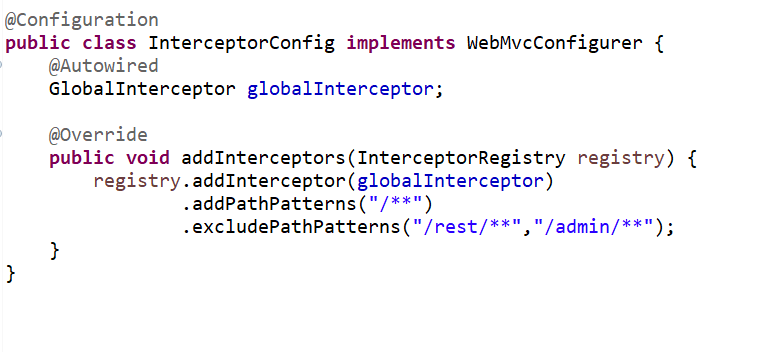 @Configuration
public class InterceptorConfig implements WebMvcConfigurer {
    @Autowired
    GlobalInterceptor globalInterceptor;

    @Override
    public void addInterceptors(InterceptorRegistry registry) {
        registry.addInterceptor(globalInterceptor)
                .addPathPatterns("/**")
                .excludePathPatterns("/rest/**","/admin/**");
    }
}